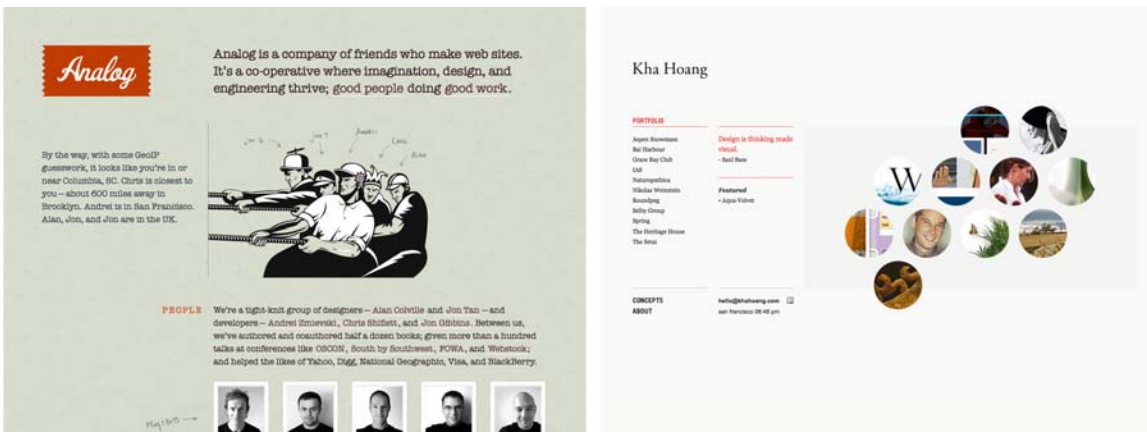 Analog
Analog is a company of friends who make web sites.
It's a co-operative where imagination, design, and
engineering thrive; good people doing good work.
By the way, with some GeoIP
guesswork, it looks like you're in or
near Columbia, SC. Chris is closest to
you — about 600 miles away in
Brooklyn. Andrei is in San Francisco.
Alan, Jon, and Jon are in the UK.
PEOPLE
We're a tight-knit group of designers — Alan Colville and Jon Tan — and
developers — Andrei Zmievski, Chris Shiflett, and Jon Gibbins. Between us,
we've authored and coauthored half a dozen books; given more than a hundred
talks at conferences like OSCON, South by Southwest, FOWA, and Webstock;
and helped the likes of Yahoo, Digg, National Geographic, Visa, and BlackBerry.
Kha Hoang
PORTFOLIO
Aspen Snowmass
Bal Harbour
Grace Bay Club
IAS
Naturopathica
Nikolas Weinstein
Roundpeg
Selby Group
Spring
The Heritage House
The Setai
Design is thinking made
visual.
- Saul Bass
Featured
• Aqua-Velvet
W
CONCEPTS
ABOUT
hello@khahoang.com
san francisco 08:48 pm